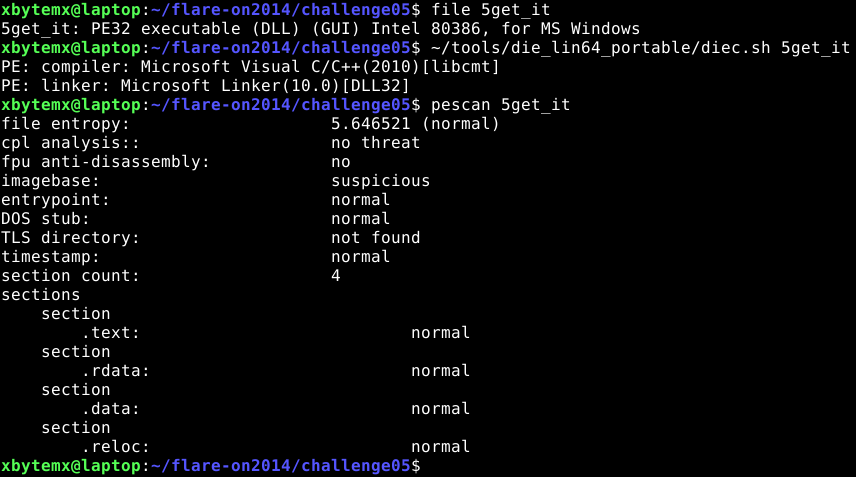 xbytemx@laptop:~/flare-on2014/challenge05$ file 5get_it
5get_it: PE32 executable (DLL) (GUI) Intel 80386, for MS Windows
xbytemx@laptop:~/flare-on2014/challenge05$ ~/tools/die_lin64_portable/diec.sh 5get_it
PE: compiler: Microsoft Visual C/C++(2010)[libcmt]
PE: linker: Microsoft Linker(10.0)[DLL32]
xbytemx@laptop:~/flare-on2014/challenge05$ pescan 5get_it
file entropy:                    5.646521 (normal)
cpl analysis::                   no threat
fpu anti-disassembly:            no
imagebase:                       suspicious
entrypoint:                      normal
DOS stub:                        normal
TLS directory:                   not found
timestamp:                       normal
section count:                   4
sections
    section
        .text:                           normal
    section
        .rdata:                          normal
    section
        .data:                           normal
    section
        .reloc:                          normal
xbytemx@laptop:~/flare-on2014/challenge05$